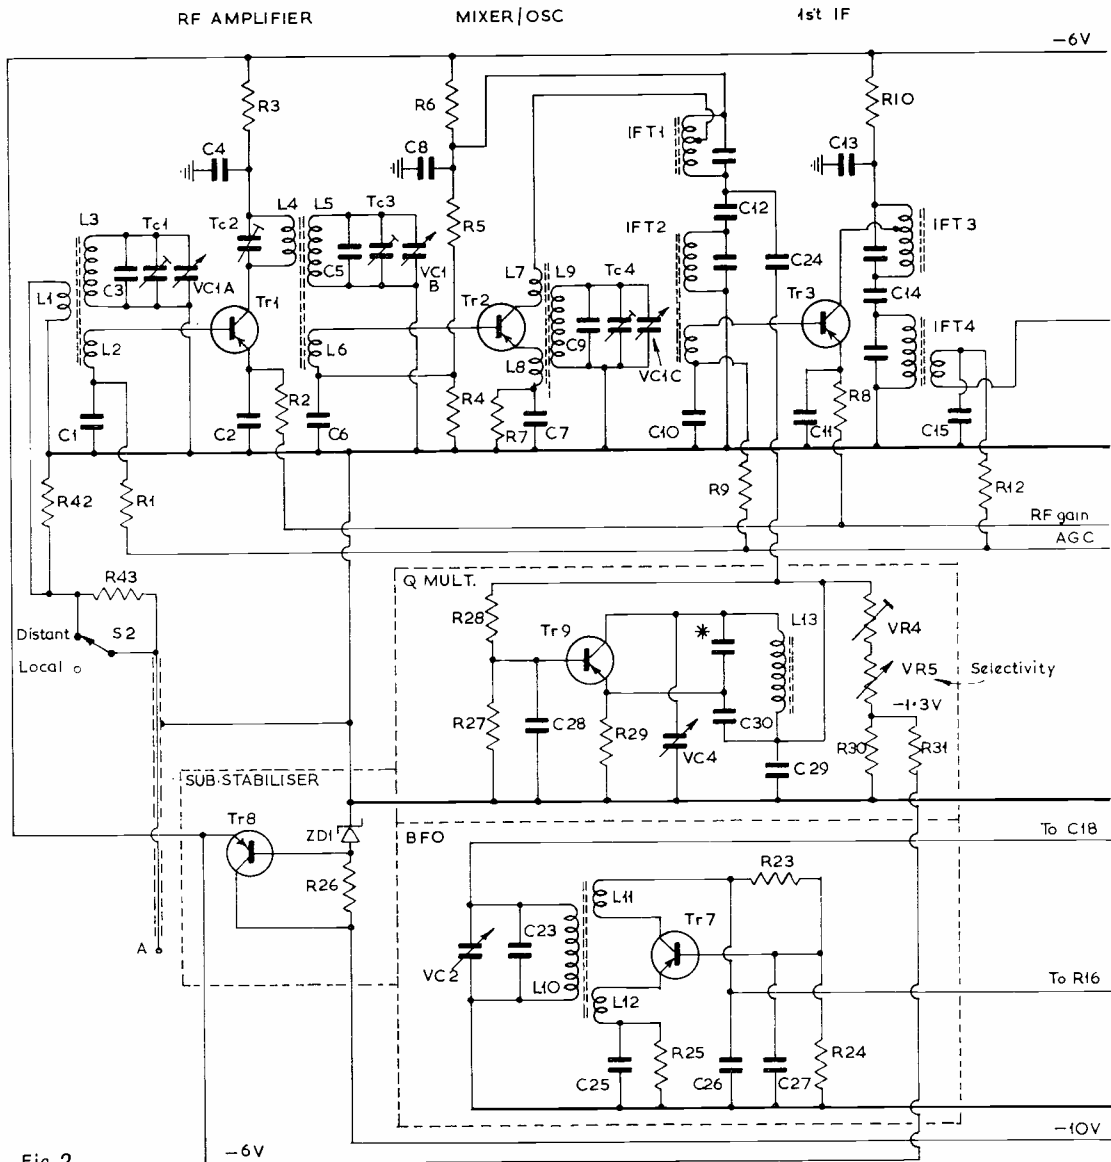 RF AMPLIFIER MIXER/OSC 1st IF
-6V
R3 R6 R10
IFT1
C4 C8 C13
L3 Tc1 Tc2 L4 L5 Tc3 R5 C12
IFT2 IFT3
C24
L1 C3 VC1A Tr1 C5 VC1 B L7 L9 Tc4 Tr2 Tr3 C14
IFT4
L2 L6 L8 C9 VC1C
C1 C2 R2 C6 R4 R7 C7 C10 C11 R8 C15
R42 R1 R9 R12
RF gain
AGC
R43 Q MULT.
R28 Tr9 * L13 VR4
Distant S2
Local VR5 Selectivity
-1·3V
R27 C28 R29 VC4 C30 R30 R31
C29
SUB-STABILISER
Tr8 ZD1 BFO To C18
R26 R23
L11 Tr7
A VC2 C23 L10 L12 To R16
C25 R25 C26 C27 R24
-10V
Fig. 2 -6V